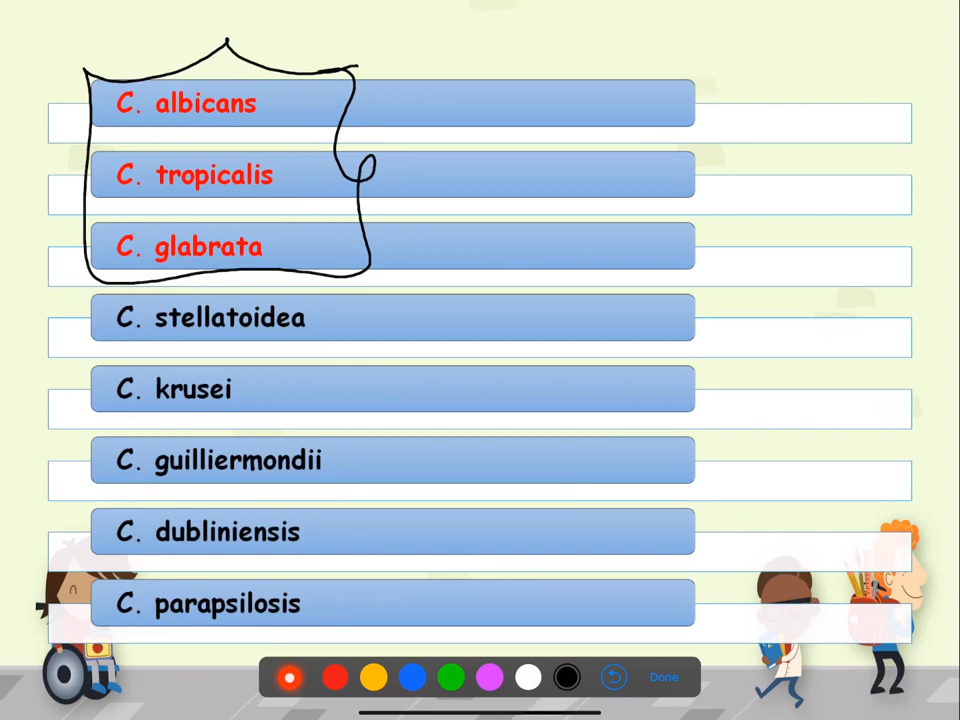 C. albicans
C. tropicalis
C. glabrata
C. stellatoidea
C. krusei
C. guilliermondii
C. dubliniensis
C. parapsilosis
Done